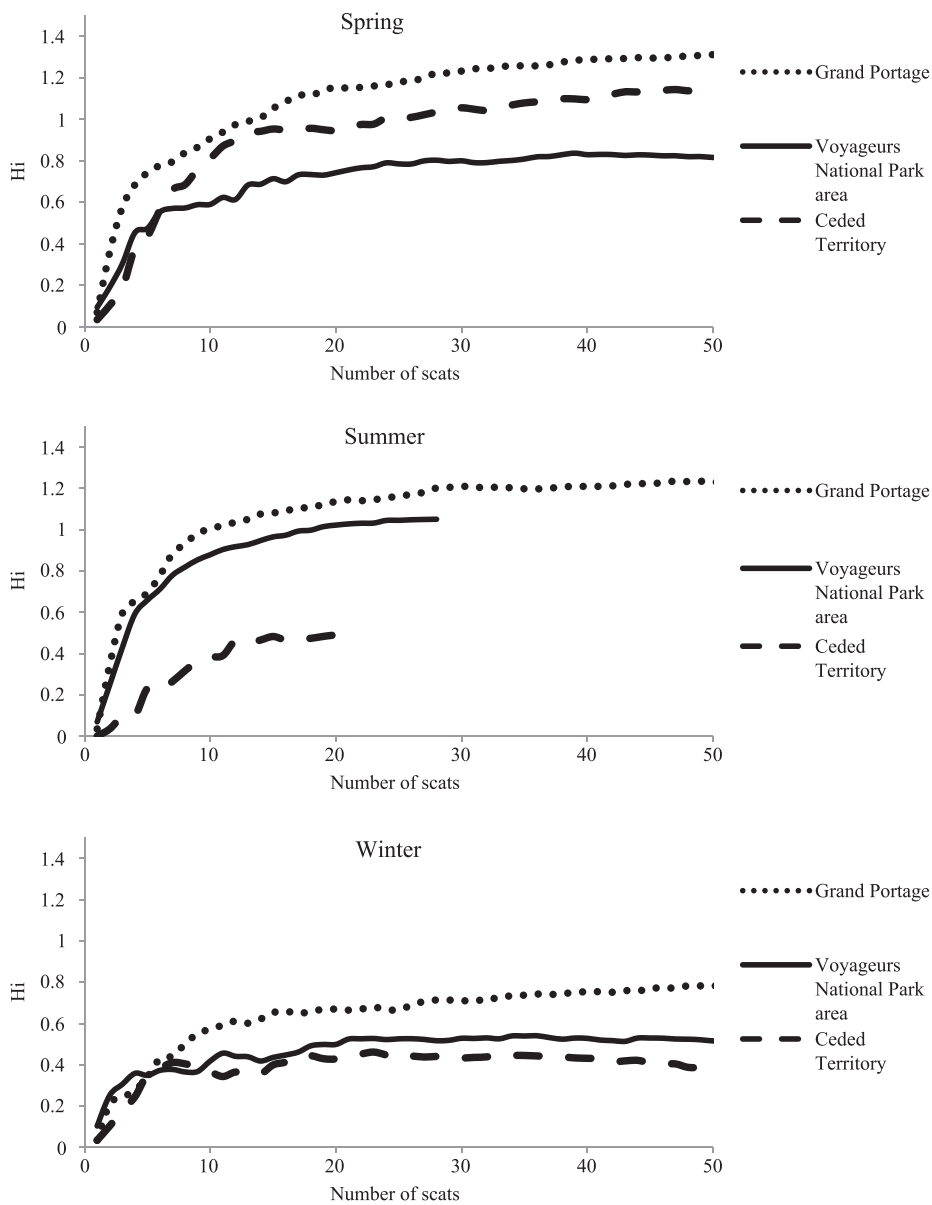 Spring
1.4
1.2
1
0.8
0.6
0.4
0.2
0
Hi
0 10 20 30 40 50
Number of scats
Grand Portage
Voyageurs
National Park
area
Ceded
Territory
Summer
1.4
1.2
1
0.8
0.6
0.4
0.2
0
Hi
0 10 20 30 40 50
Number of scats
Grand Portage
Voyageurs
National Park
area
Ceded
Territory
Winter
1.4
1.2
1
0.8
0.6
0.4
0.2
0
Hi
0 10 20 30 40 50
Number of scats
Grand Portage
Voyageurs
National Park
area
Ceded
Territory